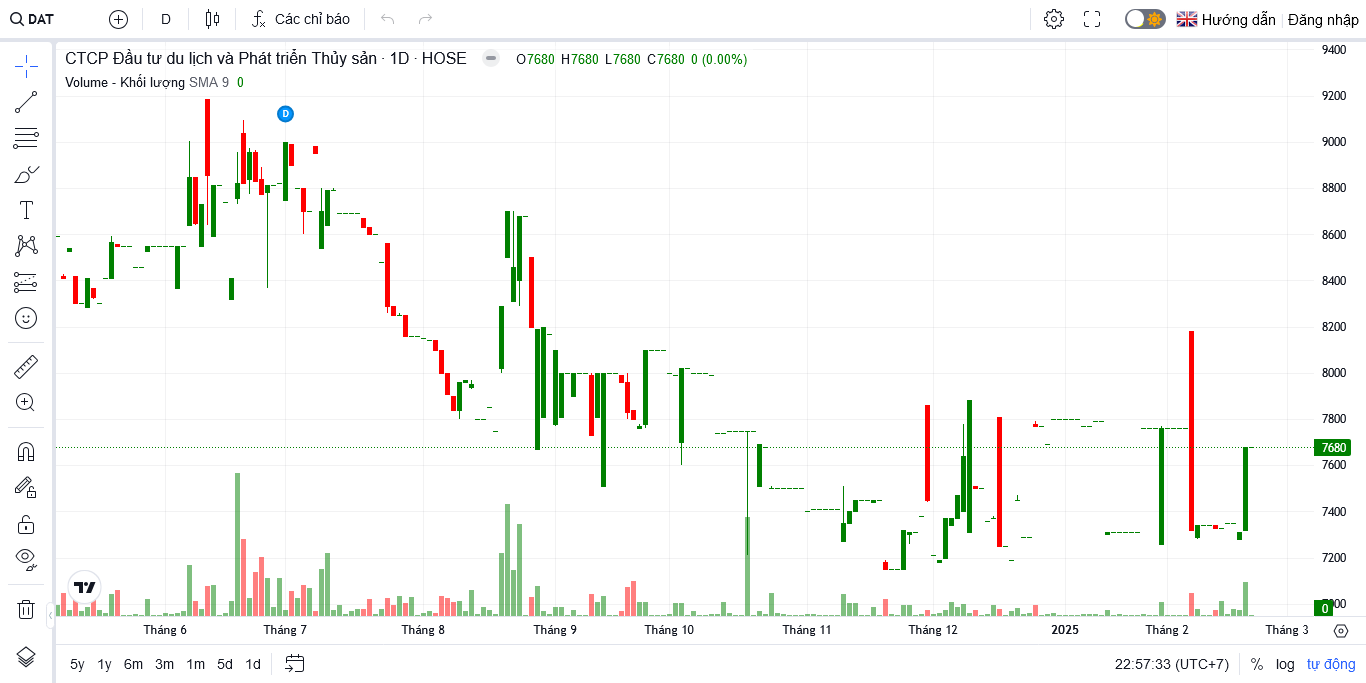 DAT
D
Các chỉ báo
Hướng dẫn
Đăng nhập
CTCP Đầu tư du lịch và Phát triển Thủy sản · 1D · HOSE
O7680 H7680 L7680 C7680 0 (0.00%)
Volume - Khối lượng SMA 9 0
D
9400
9200
9000
8800
8600
8400
8200
8000
7800
7680
7600
7400
7200
0
Tháng 6 Tháng 7 Tháng 8 Tháng 9 Tháng 10 Tháng 11 Tháng 12 2025 Tháng 2 Tháng 3
5y 1y 6m 3m 1m 5d 1d
22:57:33 (UTC+7) % log tự động